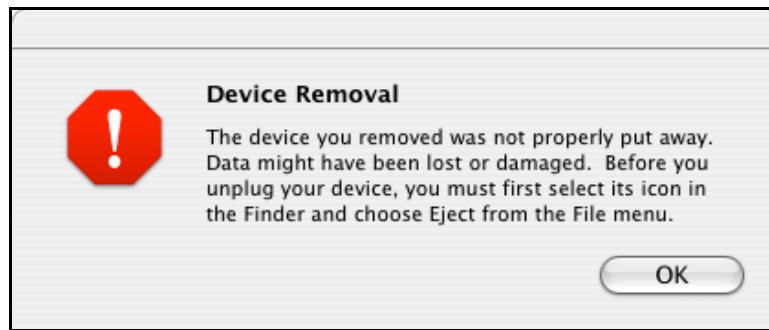 Device Removal
The device you removed was not properly put away.
Data might have been lost or damaged.  Before you
unplug your device, you must first select its icon in
the Finder and choose Eject from the File menu.
OK